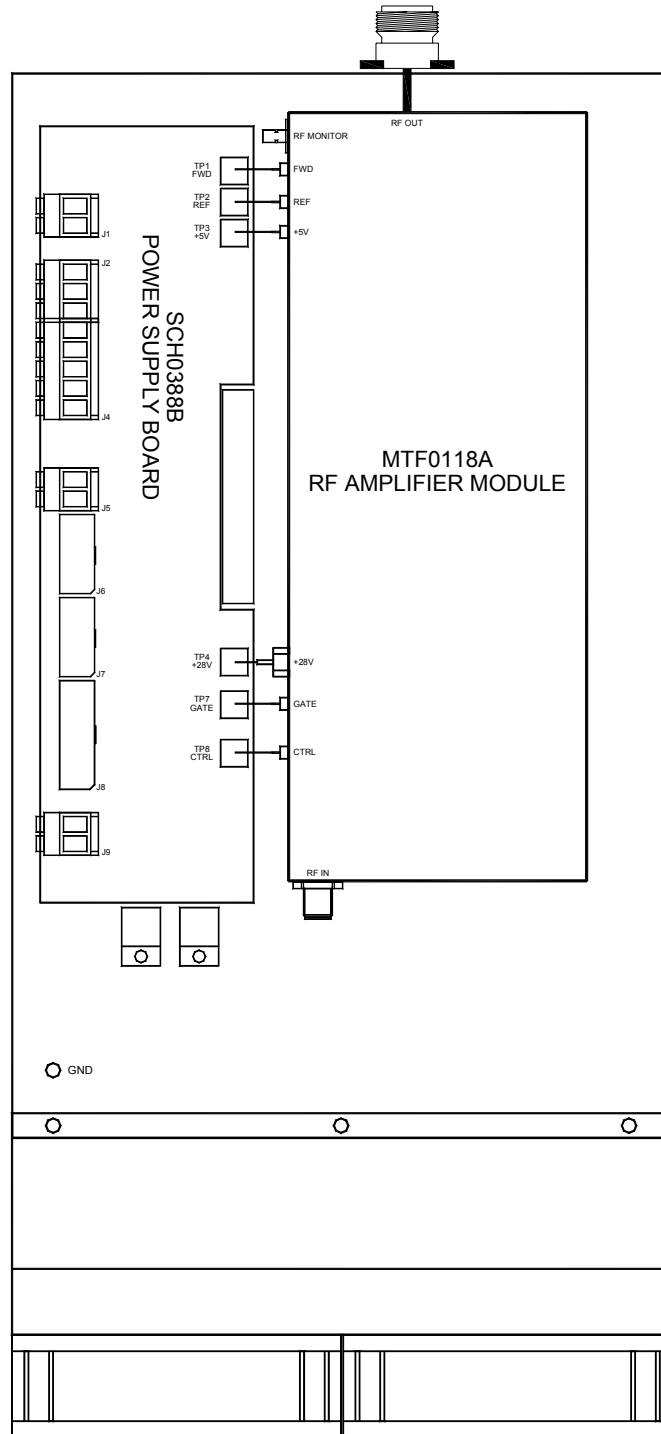 RF OUT
RF MONITOR
TP1
FWD
FWD
TP2
REF
REF
TP3
+5V
+5V
J1
J2
SCH0388B
POWER SUPPLY BOARD
J4
MTF0118A
RF AMPLIFIER MODULE
J5
J6
TP4
+28V
+28V
J7
TP7
GATE
GATE
TP8
CTRL
CTRL
J8
J9
RF IN
GND